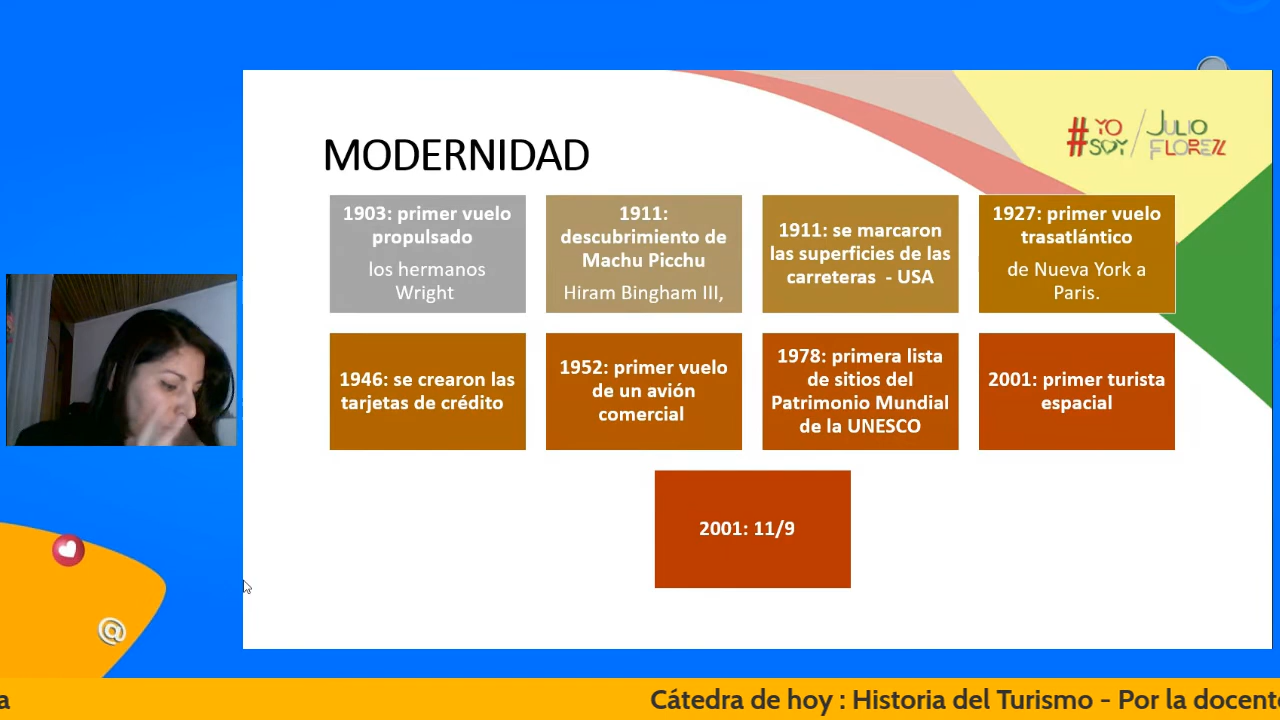 #YO SOY / JULIO FLOREZ
MODERNIDAD
1903: primer vuelo
propulsado
los hermanos
Wright
1911:
descubrimiento de
Machu Picchu
Hiram Bingham III,
1911: se marcaron
las superficies de las
carreteras - USA
1927: primer vuelo
trasatlántico
de Nueva York a
Paris.
1946: se crearon las
tarjetas de crédito
1952: primer vuelo
de un avión
comercial
1978: primera lista
de sitios del
Patrimonio Mundial
de la UNESCO
2001: primer turista
espacial
2001: 11/9
@
a Cátedra de hoy : Historia del Turismo - Por la docent